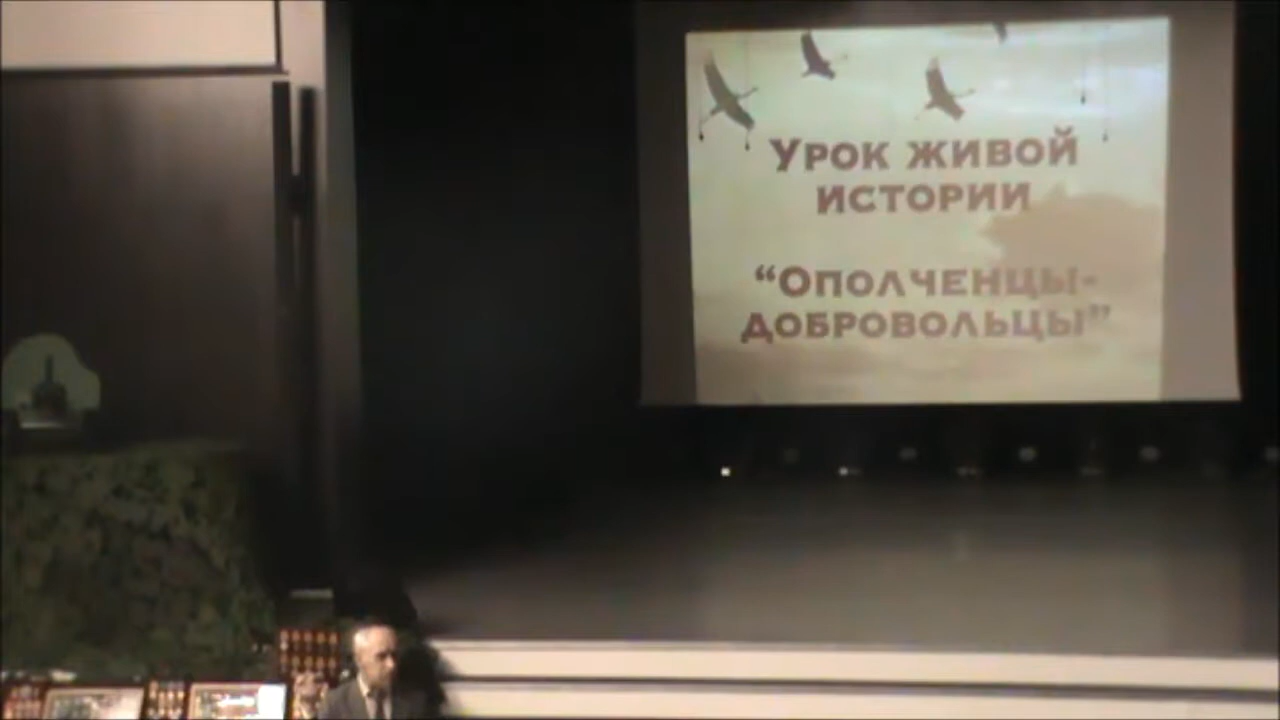 Урок живой
истории
“Ополченцы-
добровольцы”